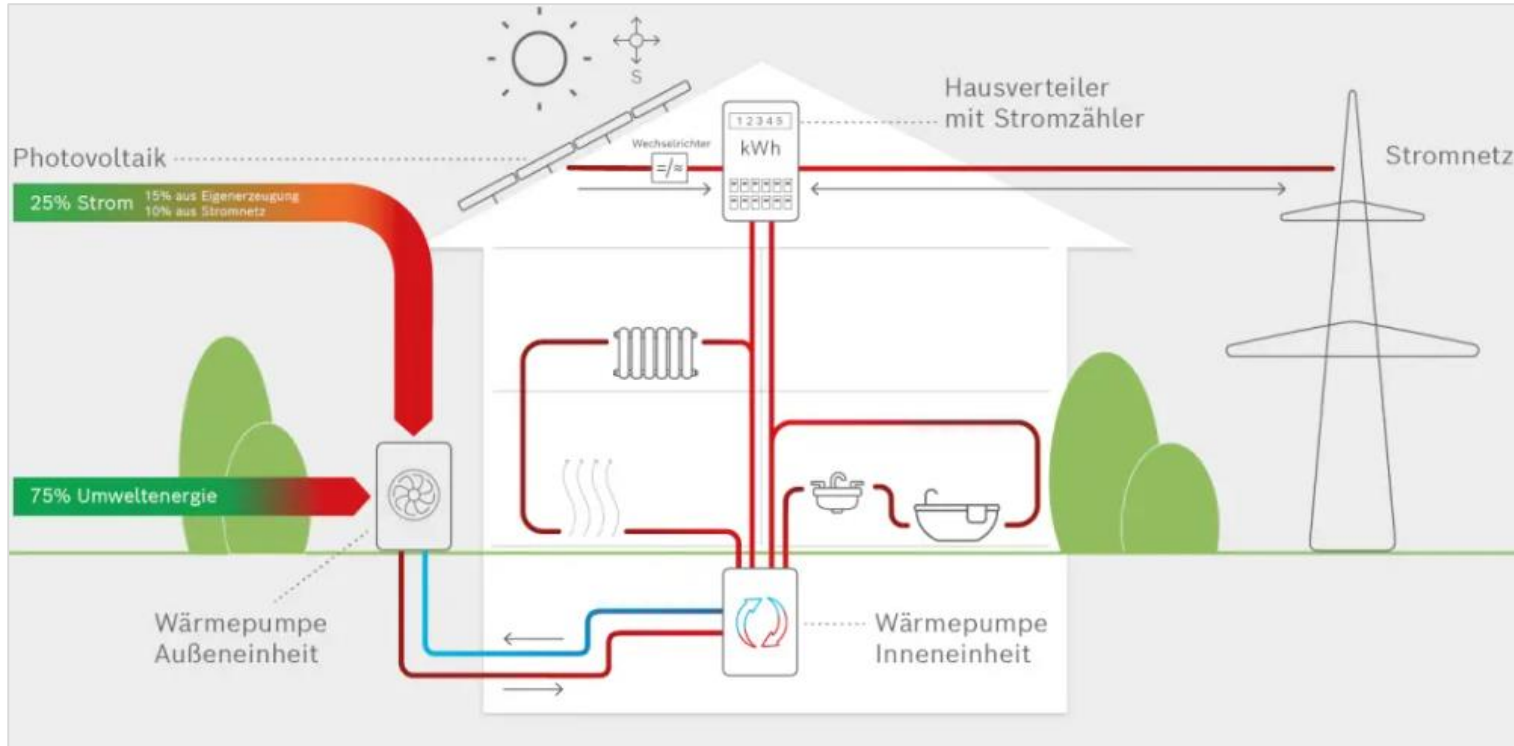 S
Hausverteiler
mit Stromzähler
12345
kWh
Wechselrichter
=/≈
Photovoltaik
Stromnetz
25% Strom
15% aus Eigenerzeugung
10% aus Stromnetz
75% Umweltenergie
Wärmepumpe
Außeneinheit
Wärmepumpe
Inneneinheit